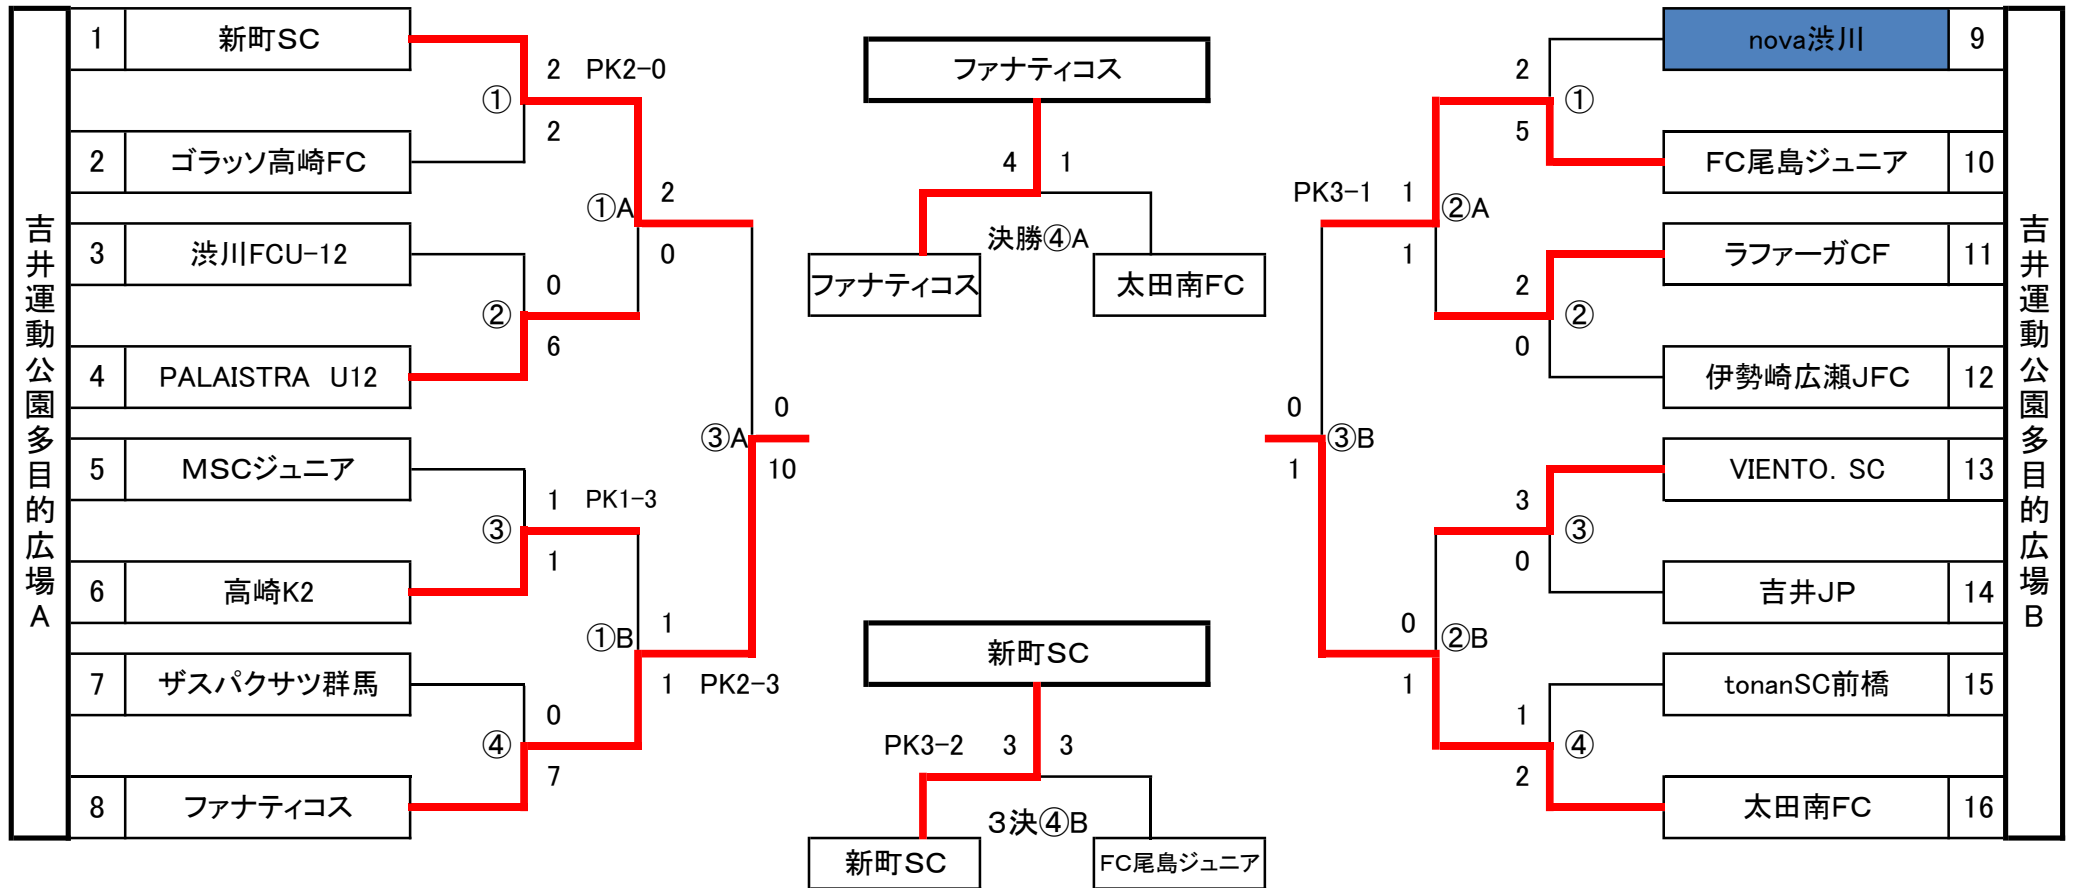 吉井運動公園多目的広場A
1 新町SC
2 ゴラッソ高崎FC
3 渋川FCU-12
4 PALAISTRA U12
5 MSCジュニア
6 高崎K2
7 ザスパクサツ群馬
8 ファナティコス
① 2 PK2-0
2
② 0
6
③ 1 PK1-3
1
④ 0
7
①A 2
0
①B 1
1 PK2-3
③A 0
10
ファナティコス
4 1
決勝④A
ファナティコス 太田南FC
新町SC
PK3-2 3 3
3決④B
新町SC FC尾島ジュニア
0 ③B
1
PK3-1 1 ②A
1
0 ②B
1
2 ①
5
2 ②
0
3 ③
0
1 ④
2
nova渋川 9
FC尾島ジュニア 10
ラファーガCF 11
伊勢崎広瀬JFC 12
VIENTO. SC 13
吉井JP 14
tonanSC前橋 15
太田南FC 16
吉井運動公園多目的広場B